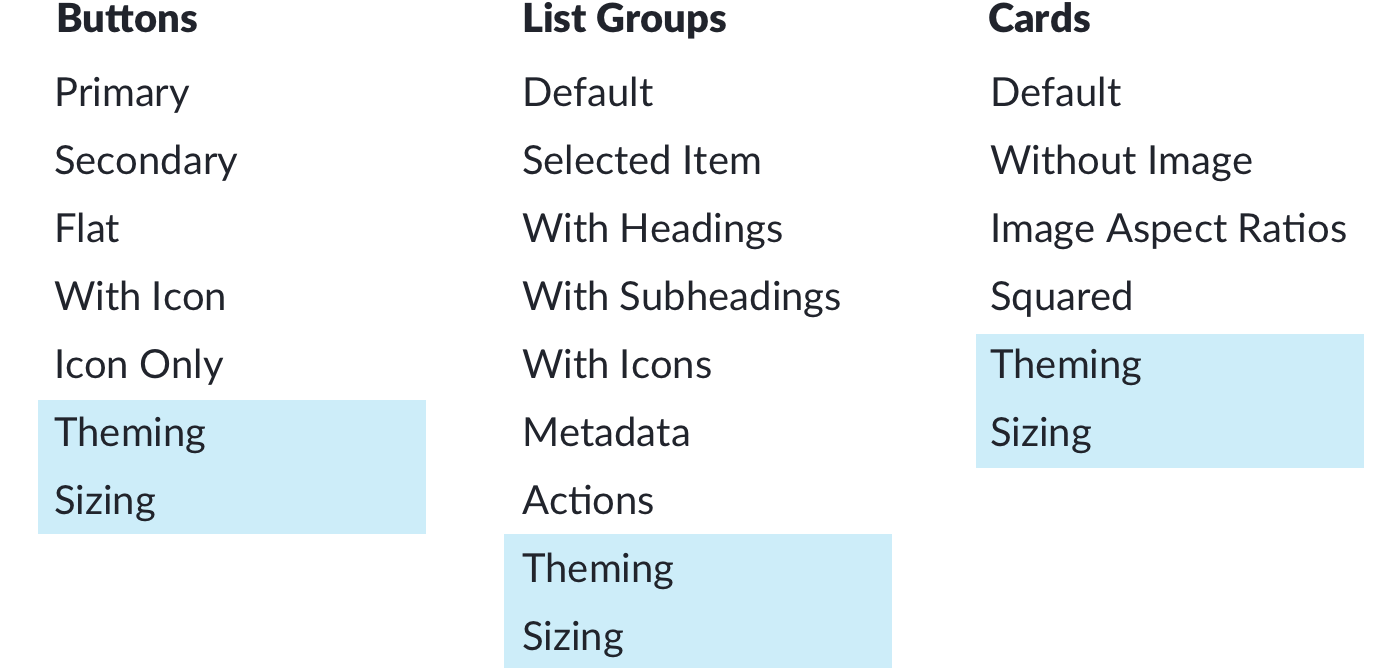 Buttons
Primary
Secondary
Flat
With Icon
Icon Only
Theming
Sizing
List Groups
Default
Selected Item
With Headings
With Subheadings
With Icons
Metadata
Actions
Theming
Sizing
Cards
Default
Without Image
Image Aspect Ratios
Squared
Theming
Sizing